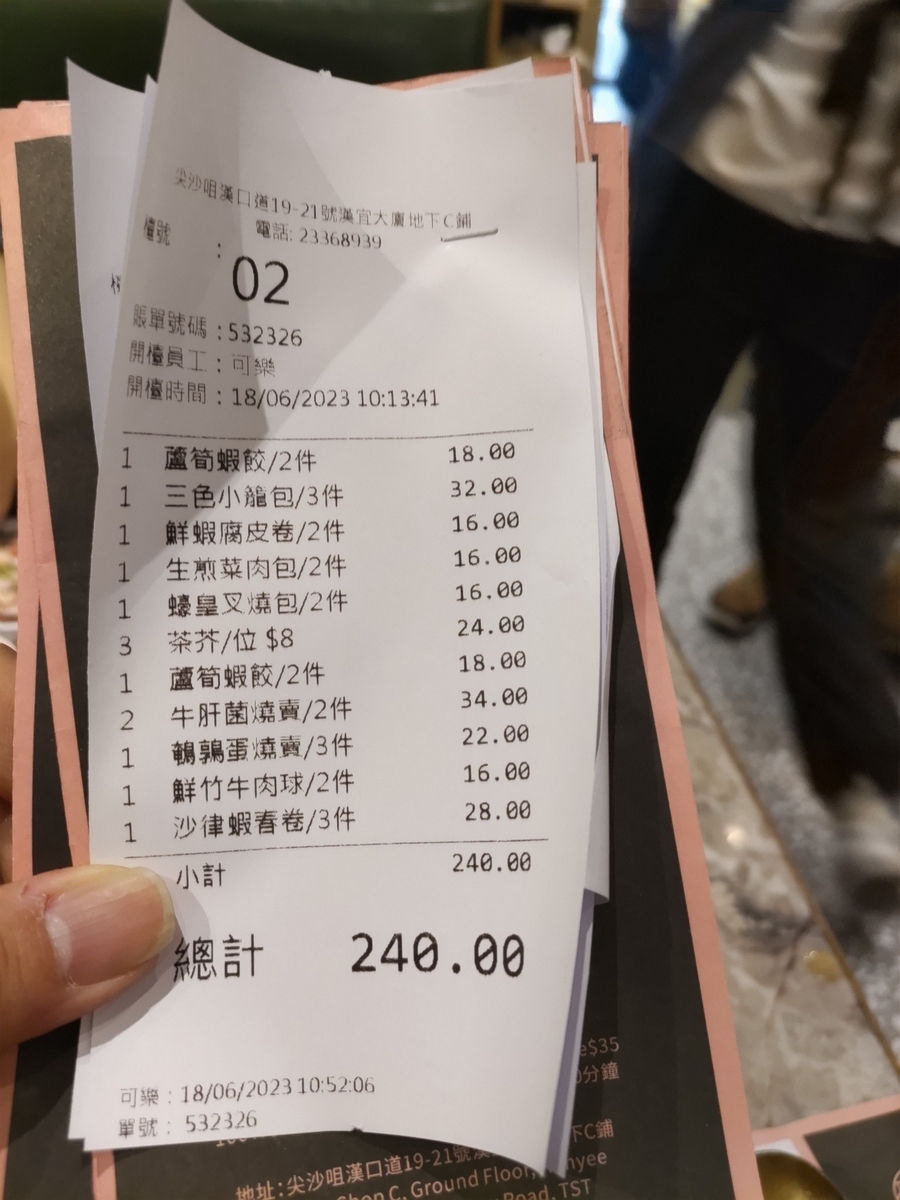 尖沙咀漢口道19-21號漢宜大廈地下C鋪
電話: 23368939
檯號 :
02
賬單號碼 : 532326
開檯員工 : 可樂
開檯時間 : 18/06/2023 10:13:41
1 蘆筍蝦餃/2件 18.00
1 三色小龍包/3件 32.00
1 鮮蝦腐皮卷/2件 16.00
1 生煎菜肉包/2件 16.00
1 蠔皇叉燒包/2件 16.00
3 茶芥/位 $8 24.00
1 蘆筍蝦餃/2件 18.00
2 牛肝菌燒賣/2件 34.00
1 鵪鶉蛋燒賣/3件 22.00
1 鮮竹牛肉球/2件 16.00
1 沙律蝦春卷/3件 28.00
小計 240.00
總計 240.00
可樂 : 18/06/2023 10:52:06
單號 : 532326
$35
分鐘
下C鋪
地址: 尖沙咀漢口道19-21號漢
Shop C, Ground Floor, nyee
Road, TST